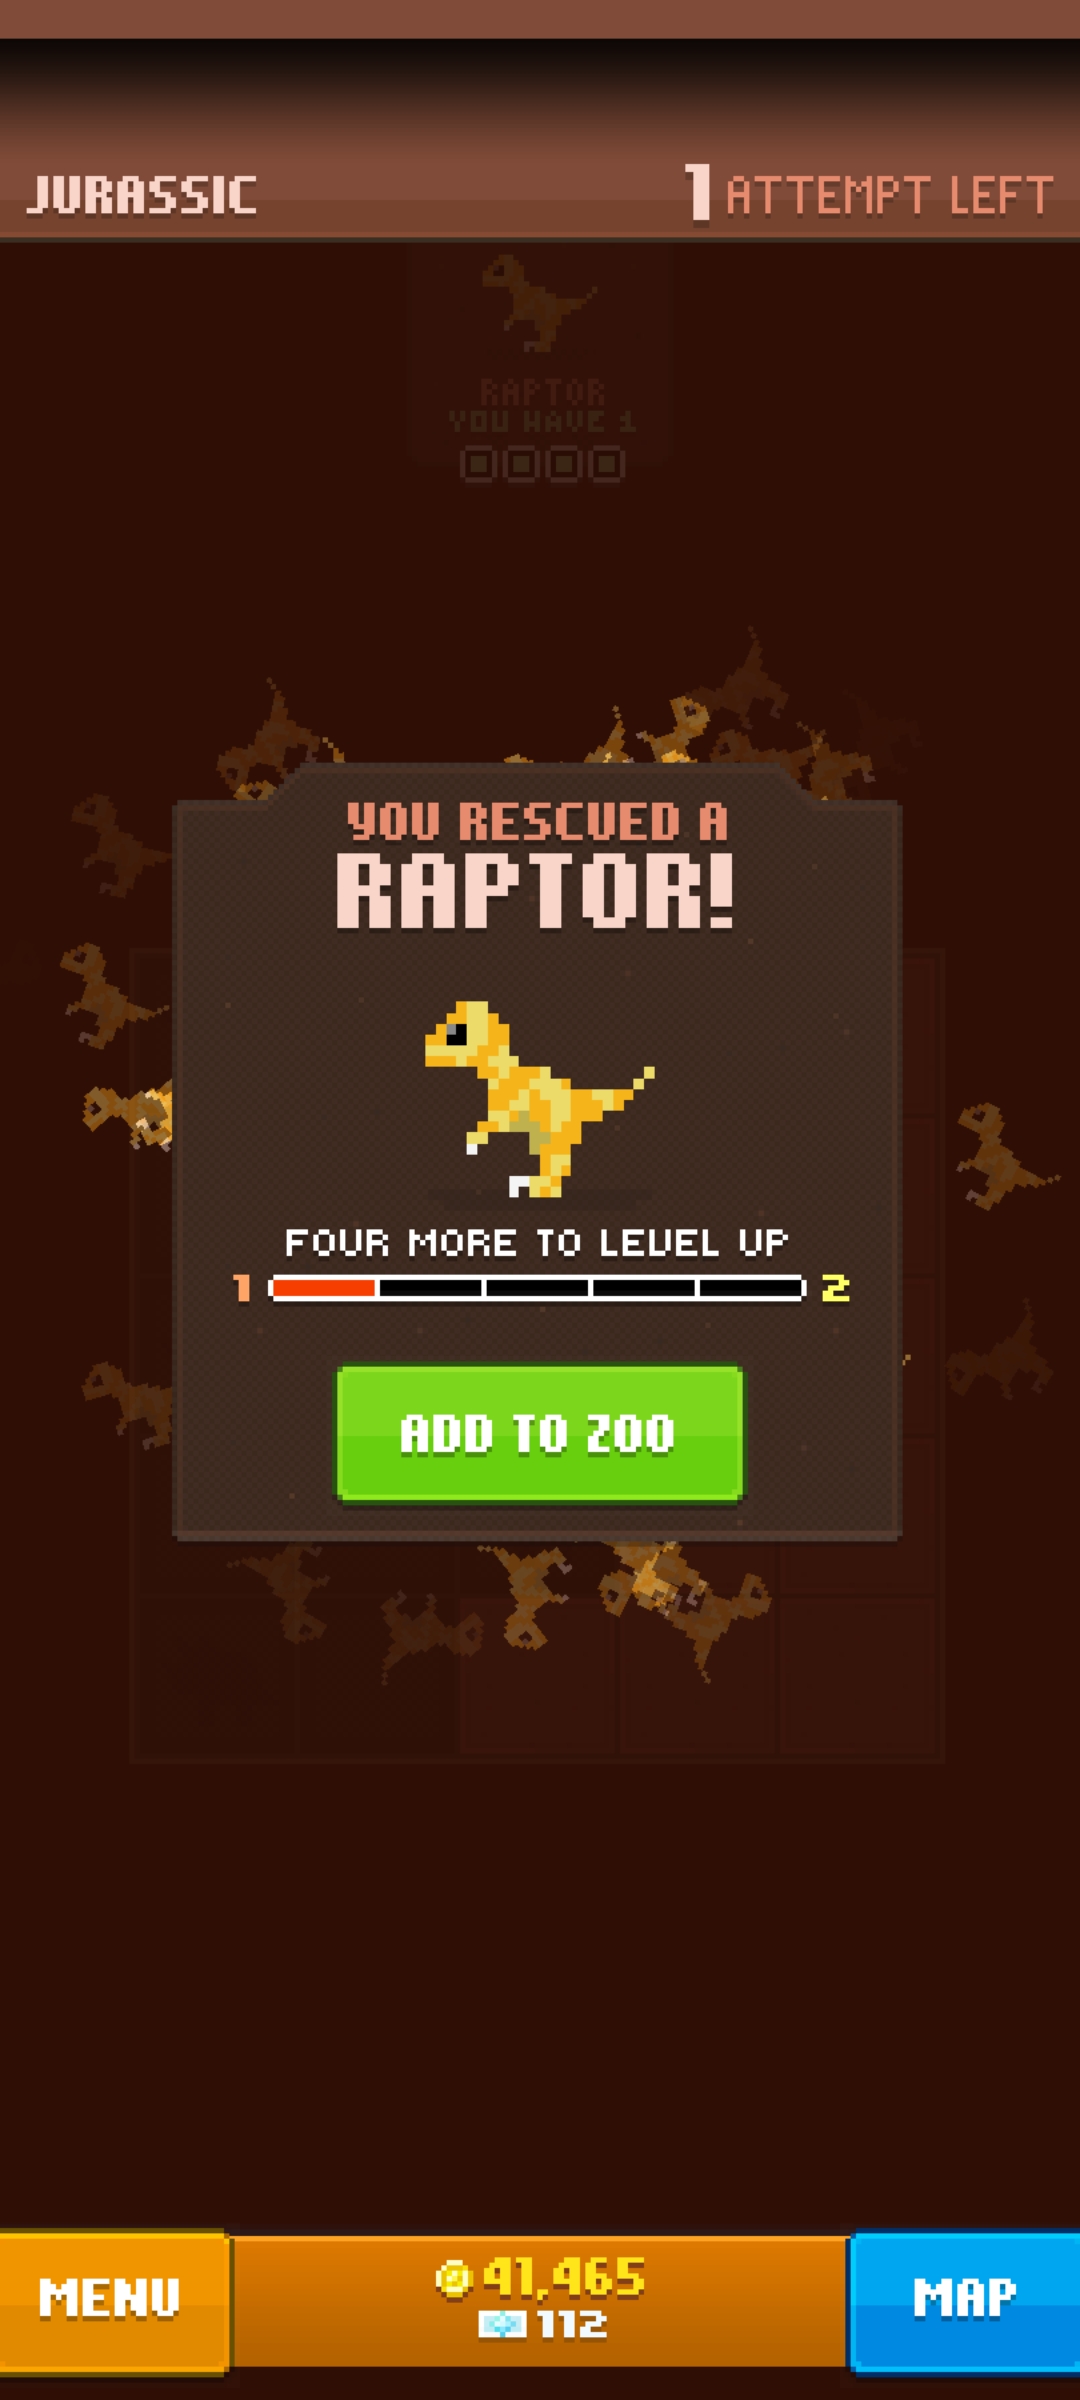 JURASSIC
1 ATTEMPT LEFT
RAPTOR
YOU HAVE 1
YOU RESCUED A
RAPTOR!
FOUR MORE TO LEVEL UP
1 2
ADD TO ZOO
MENU
41,465
112
MAP